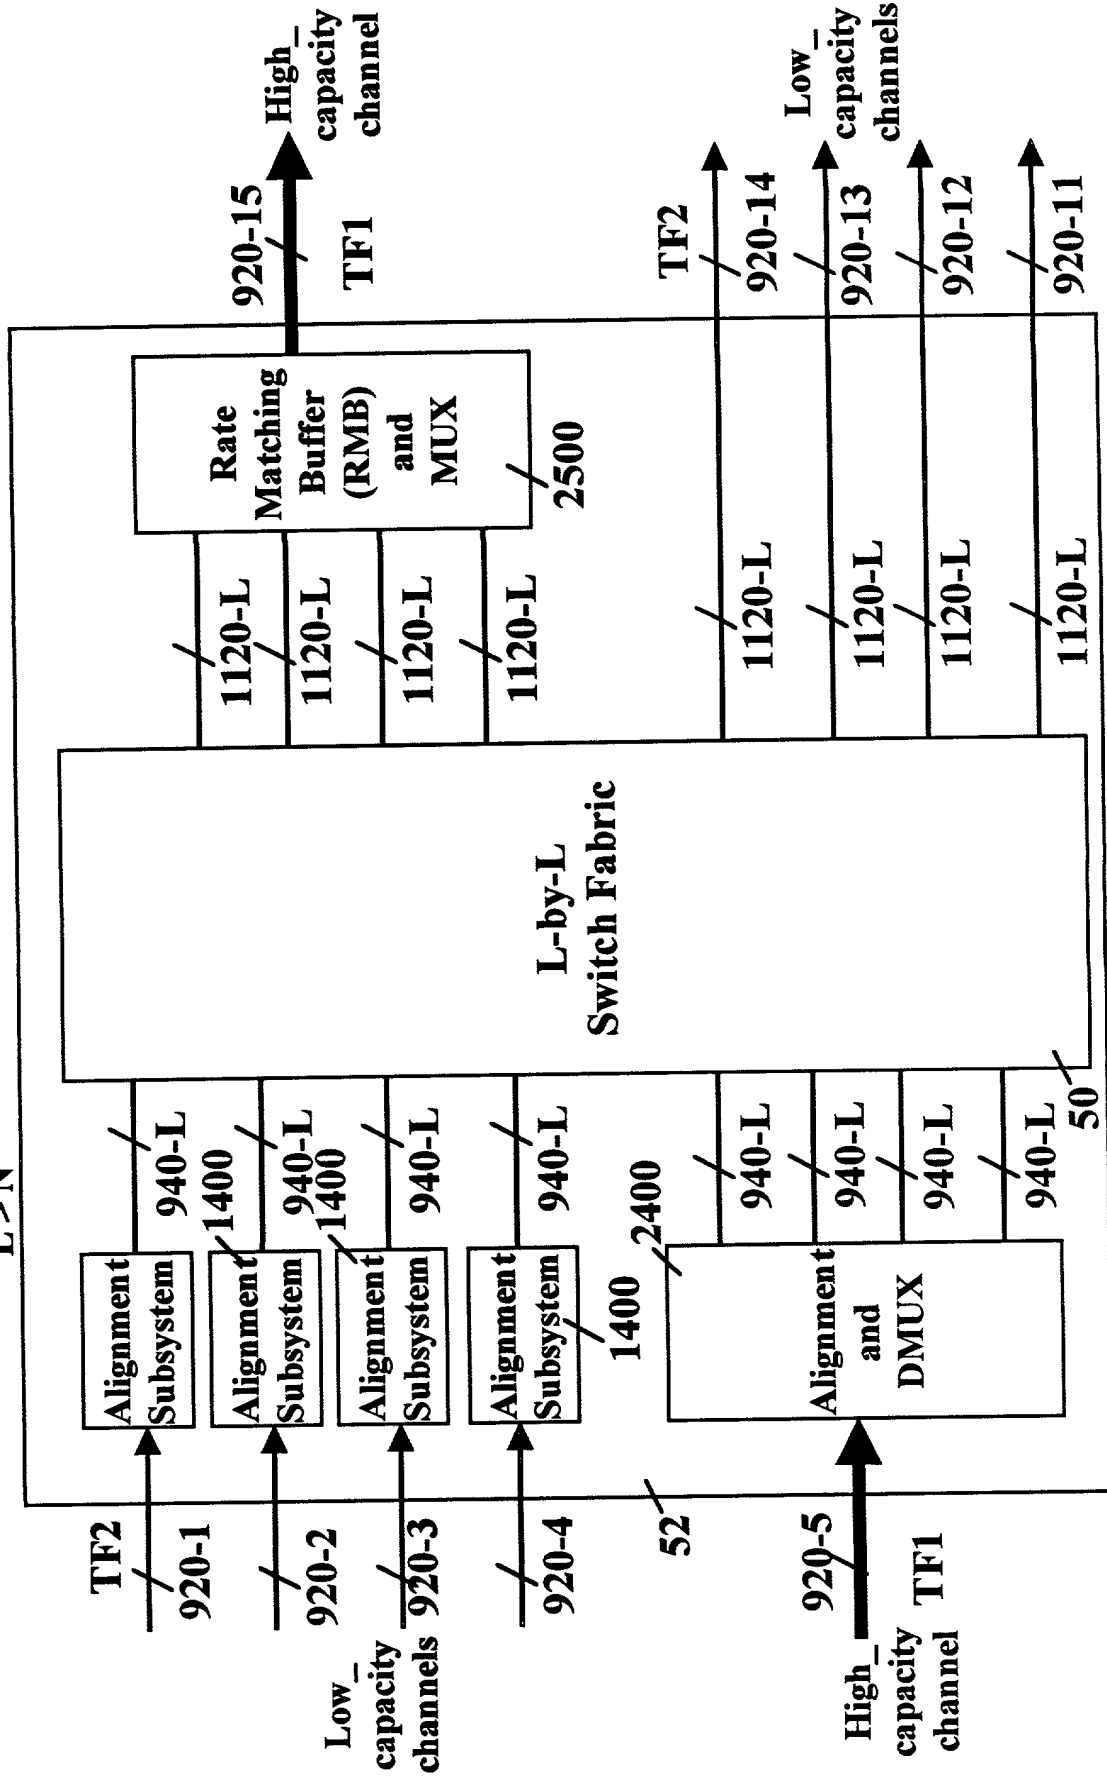 L > N
TF2
920-1
920-2
920-3
920-4
Low_
capacity
channels
920-5
TF1
High_
capacity
channel
52
Alignment
Subsystem
Alignment
Subsystem
Alignment
Subsystem
Alignment
Subsystem
1400
1400
1400
Alignment
and
DMUX
2400
940-L
940-L
940-L
940-L
940-L
940-L
940-L
940-L
L-by-L
Switch Fabric
50
1120-L
1120-L
1120-L
1120-L
1120-L
1120-L
1120-L
1120-L
Rate
Matching
Buffer
(RMB)
and
MUX
2500
920-15
TF1
High_
capacity
channel
TF2
920-14
920-13
920-12
920-11
Low_
capacity
channels